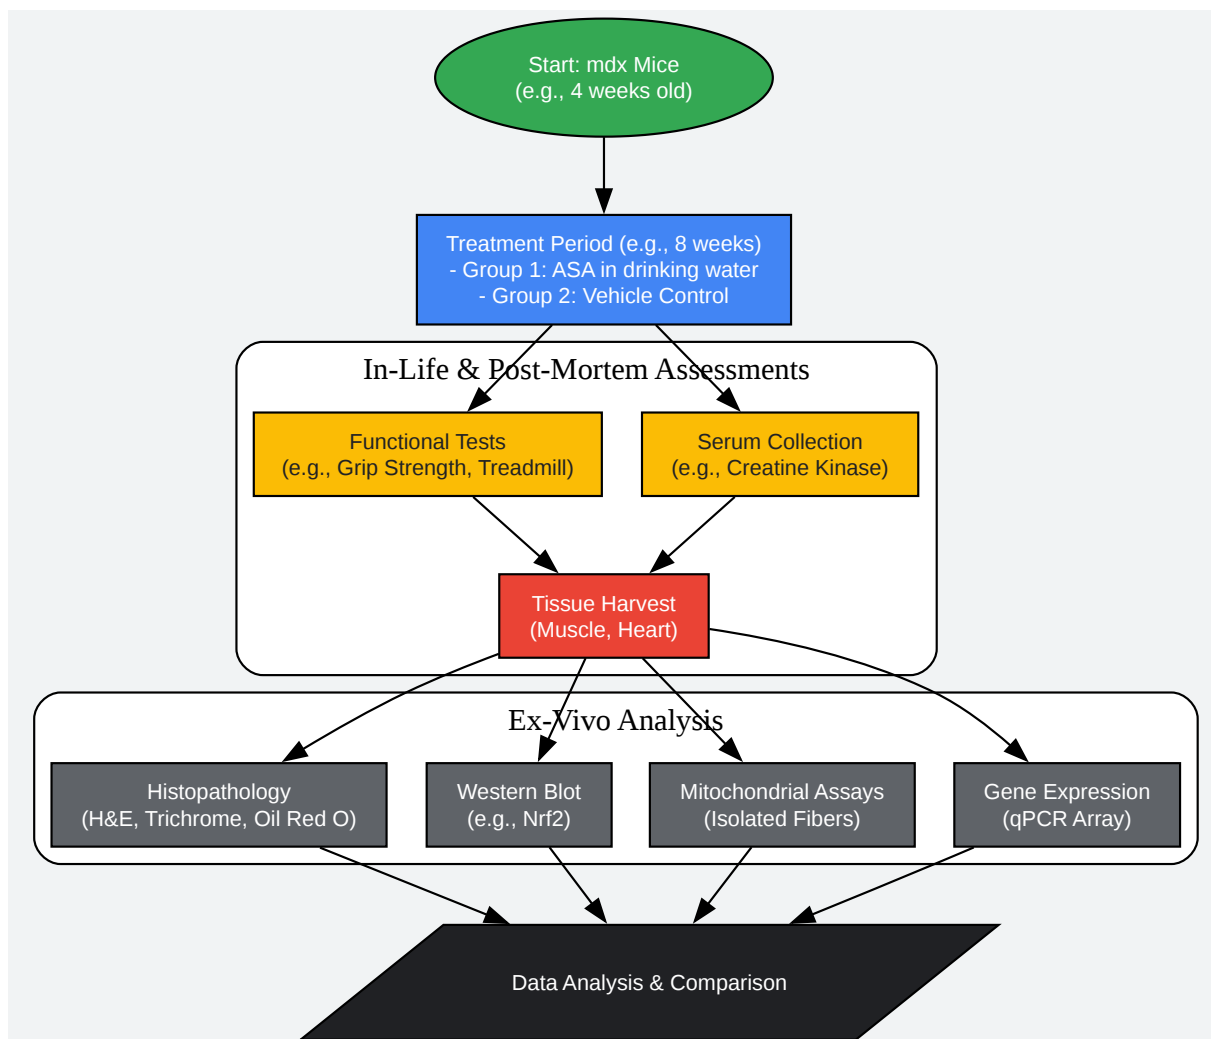 Start: mdx Mice
(e.g., 4 weeks old)
Treatment Period (e.g., 8 weeks)
- Group 1: ASA in drinking water
- Group 2: Vehicle Control
In-Life & Post-Mortem Assessments
Functional Tests
(e.g., Grip Strength, Treadmill)
Serum Collection
(e.g., Creatine Kinase)
Tissue Harvest
(Muscle, Heart)
Ex-Vivo Analysis
Histopathology
(H&E, Trichrome, Oil Red O)
Western Blot
(e.g., Nrf2)
Mitochondrial Assays
(Isolated Fibers)
Gene Expression
(qPCR Array)
Data Analysis & Comparison